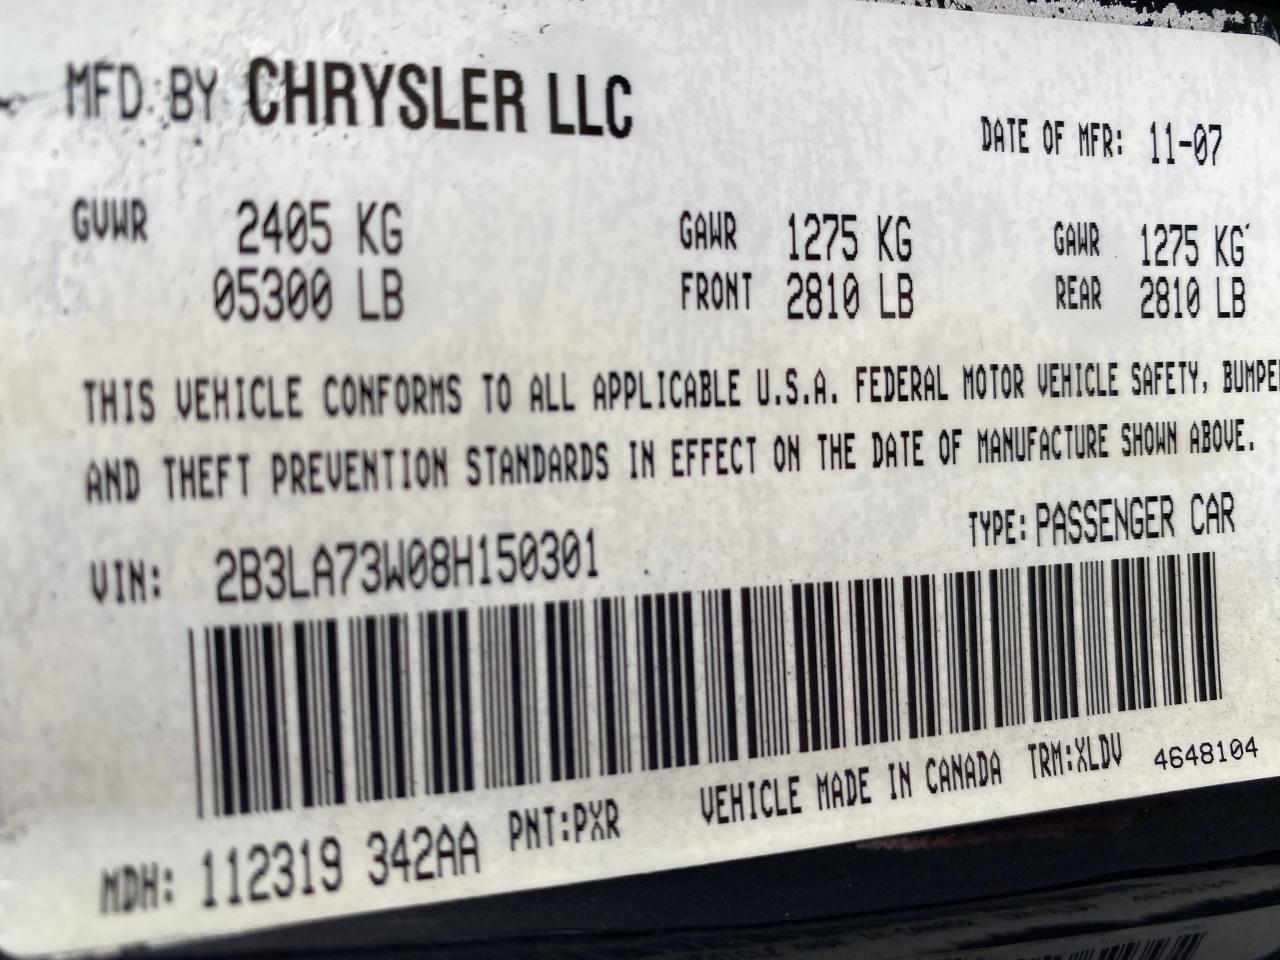 MFD. BY CHRYSLER LLC
DATE OF MFR: 11-07
GVWR 2405 KG GAWR 1275 KG GAWR 1275 KG
05300 LB FRONT 2810 LB REAR 2810 LB
THIS VEHICLE CONFORMS TO ALL APPLICABLE U.S.A. FEDERAL MOTOR VEHICLE SAFETY, BUMPE
AND THEFT PREVENTION STANDARDS IN EFFECT ON THE DATE OF MANUFACTURE SHOWN ABOVE.
VIN: 2B3LA73W08H150301 TYPE: PASSENGER CAR
MDH: 112319 342AA PNT:PXR VEHICLE MADE IN CANADA TRM:XLDV 4648104